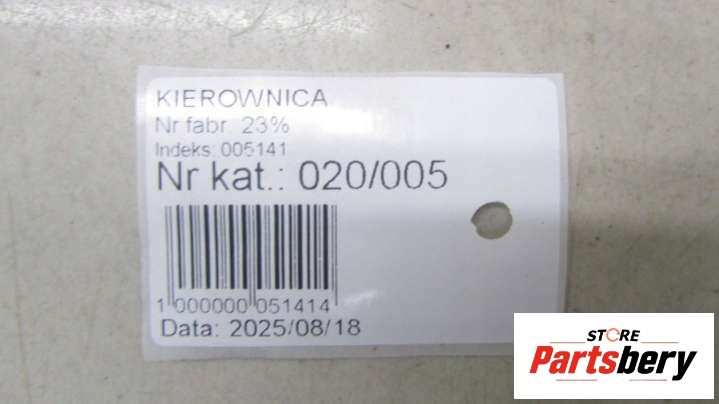 KIEROWNICA
Nr fabr. 23%
Indeks: 005141
Nr kat.: 020/005
1 000000 051414
Data: 2025/08/18
STORE
Partsbery